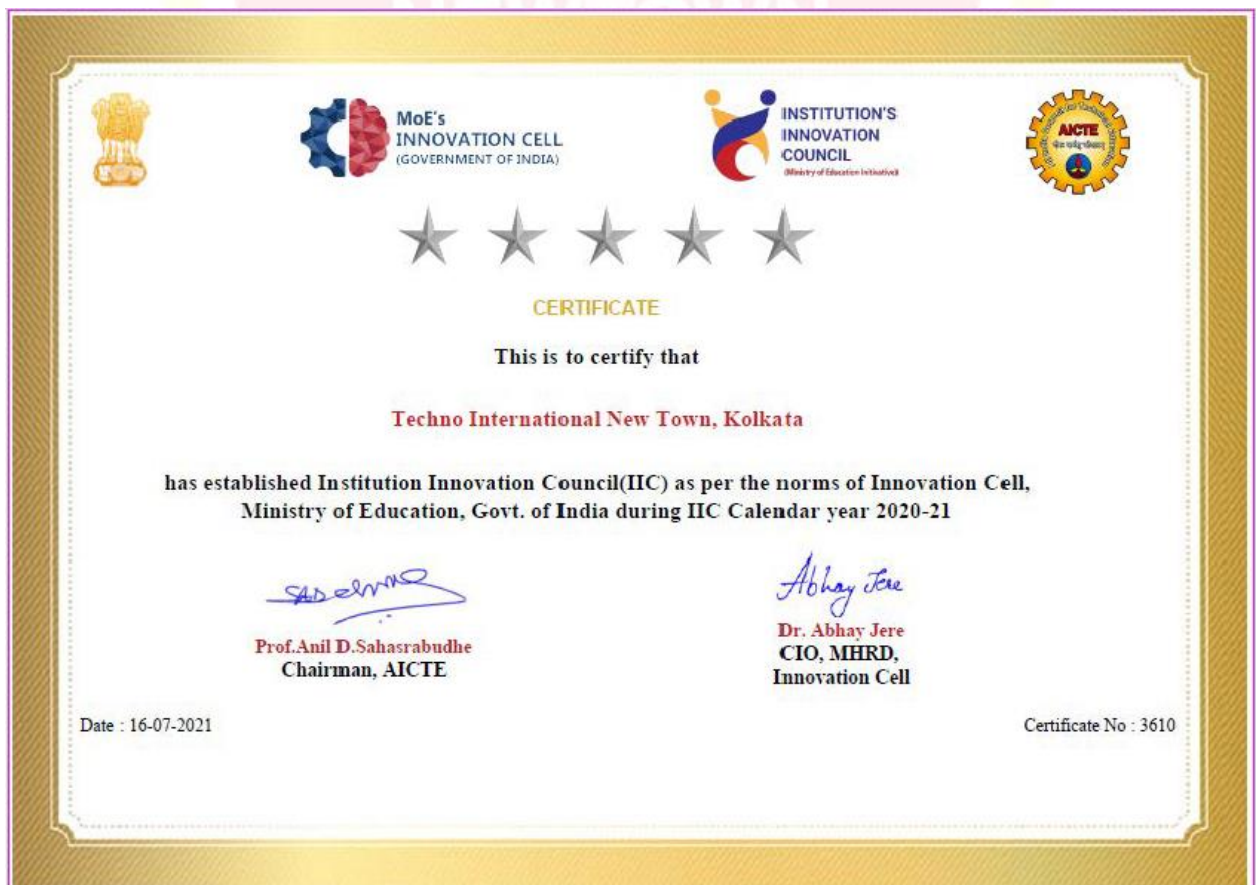 MoE's
INNOVATION CELL
(GOVERNMENT OF INDIA)
INSTITUTION'S
INNOVATION
COUNCIL
(Ministry of Education Initiative)
AICTE
CERTIFICATE
This is to certify that
Techno International New Town, Kolkata
has established Institution Innovation Council(IIC) as per the norms of Innovation Cell,
Ministry of Education, Govt. of India during IIC Calendar year 2020-21
Abhay Jere
Prof.Anil D.Sahasrabudhe
Chairman, AICTE
Dr. Abhay Jere
CIO, MHRD,
Innovation Cell
Date : 16-07-2021
Certificate No : 3610